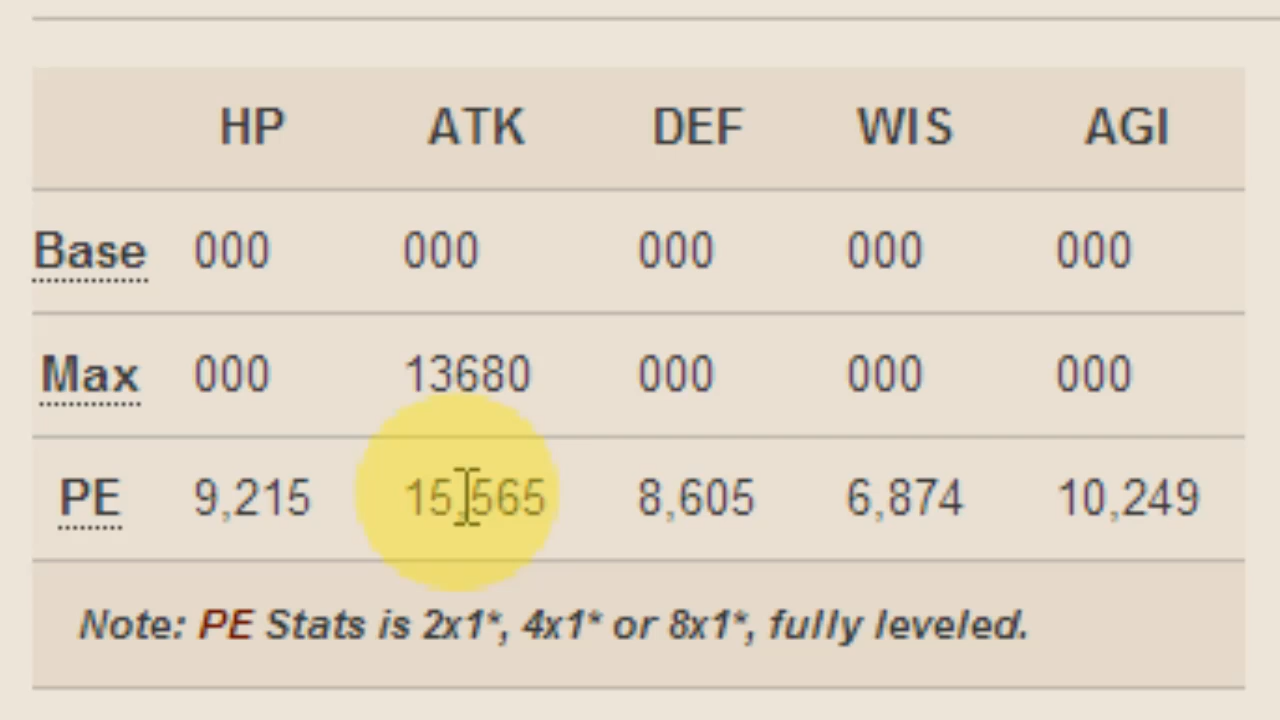 HP ATK DEF WIS AGI
Base 000 000 000 000 000
Max 000 13680 000 000 000
PE 9,215 15,565 8,605 6,874 10,249
Note: PE Stats is 2x1*, 4x1* or 8x1*, fully leveled.